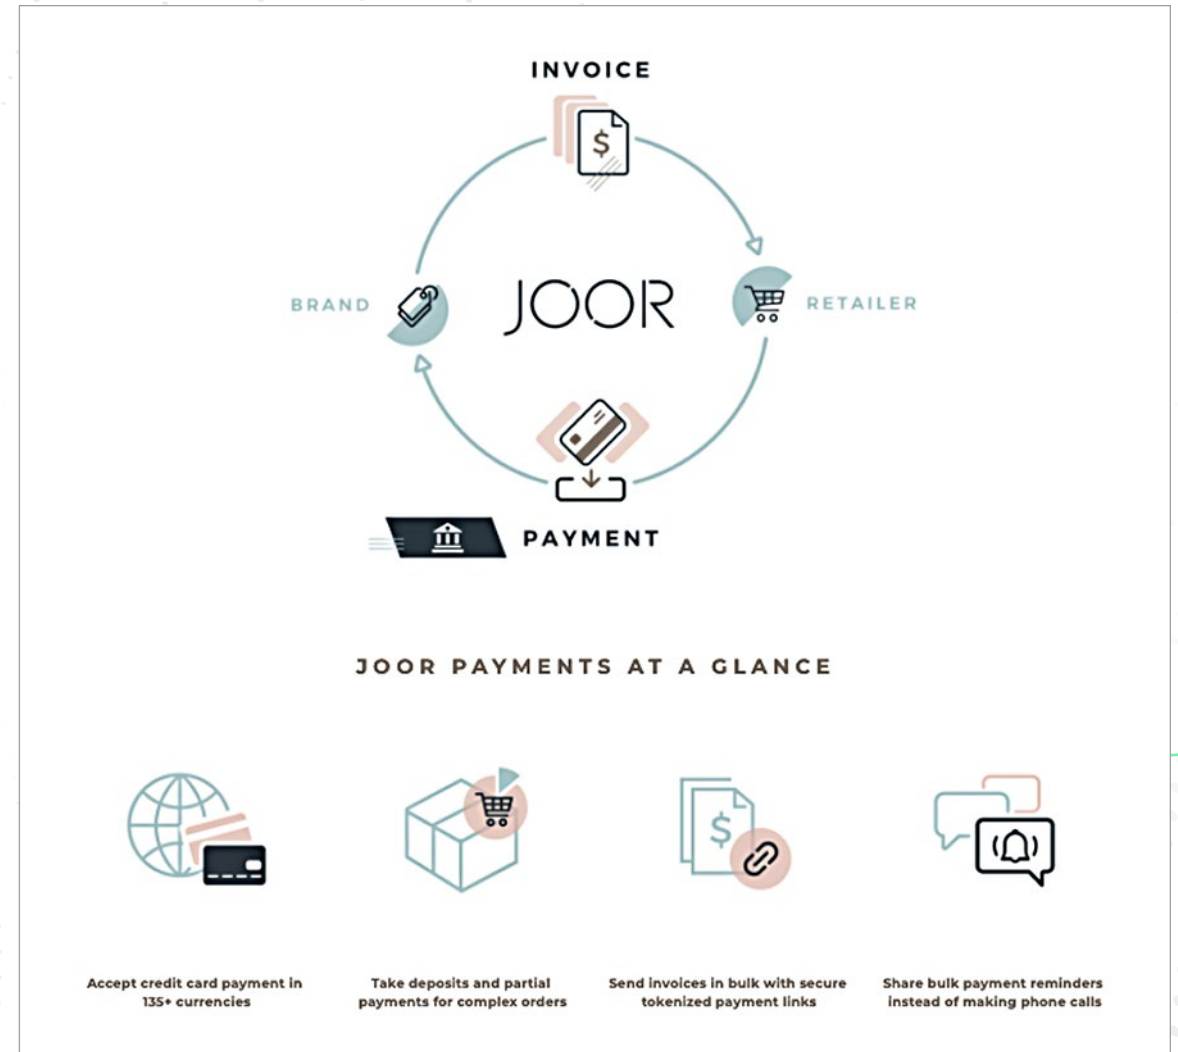 INVOICE
$
BRAND
JOOR
RETAILER
PAYMENT
JOOR PAYMENTS AT A GLANCE
$
Accept credit card payment in
135+ currencies
Take deposits and partial
payments for complex orders
Send invoices in bulk with secure
tokenized payment links
Share bulk payment reminders
instead of making phone calls